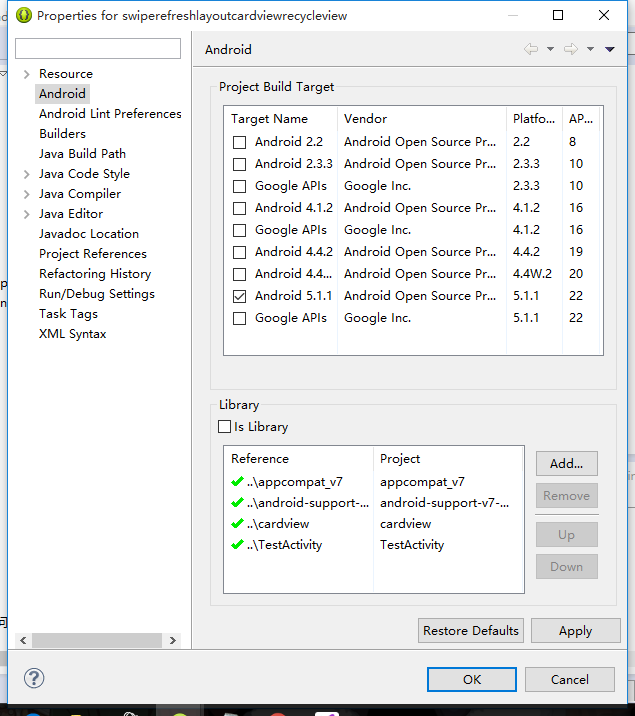 Properties for swiperefreshlayoutcardviewrecycleview
Resource
Android
Android Lint Preferences
Builders
Java Build Path
Java Code Style
Java Compiler
Java Editor
Javadoc Location
Project References
Refactoring History
Run/Debug Settings
Task Tags
XML Syntax
Android
Project Build Target
Target Name Vendor Platfo... AP...
Android 2.2 Android Open Source Pr... 2.2 8
Android 2.3.3 Android Open Source Pr... 2.3.3 10
Google APIs Google Inc. 2.3.3 10
Android 4.1.2 Android Open Source Pr... 4.1.2 16
Google APIs Google Inc. 4.1.2 16
Android 4.4.2 Android Open Source Pr... 4.4.2 19
Android 4.4... Android Open Source Pr... 4.4W.2 20
Android 5.1.1 Android Open Source Pr... 5.1.1 22
Google APIs Google Inc. 5.1.1 22
Library
Is Library
Reference Project
..\appcompat_v7 appcompat_v7
..\android-support-... android-support-v7-...
..\cardview cardview
..\TestActivity TestActivity
Add...
Remove
Up
Down
Restore Defaults Apply
? OK Cancel